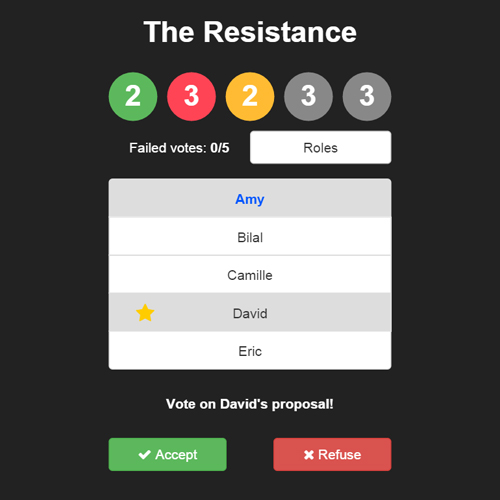 The Resistance
2 3 2 3 3
Failed votes: 0/5 Roles
Amy
Bilal
Camille
David
Eric
Vote on David's proposal!
Accept Refuse